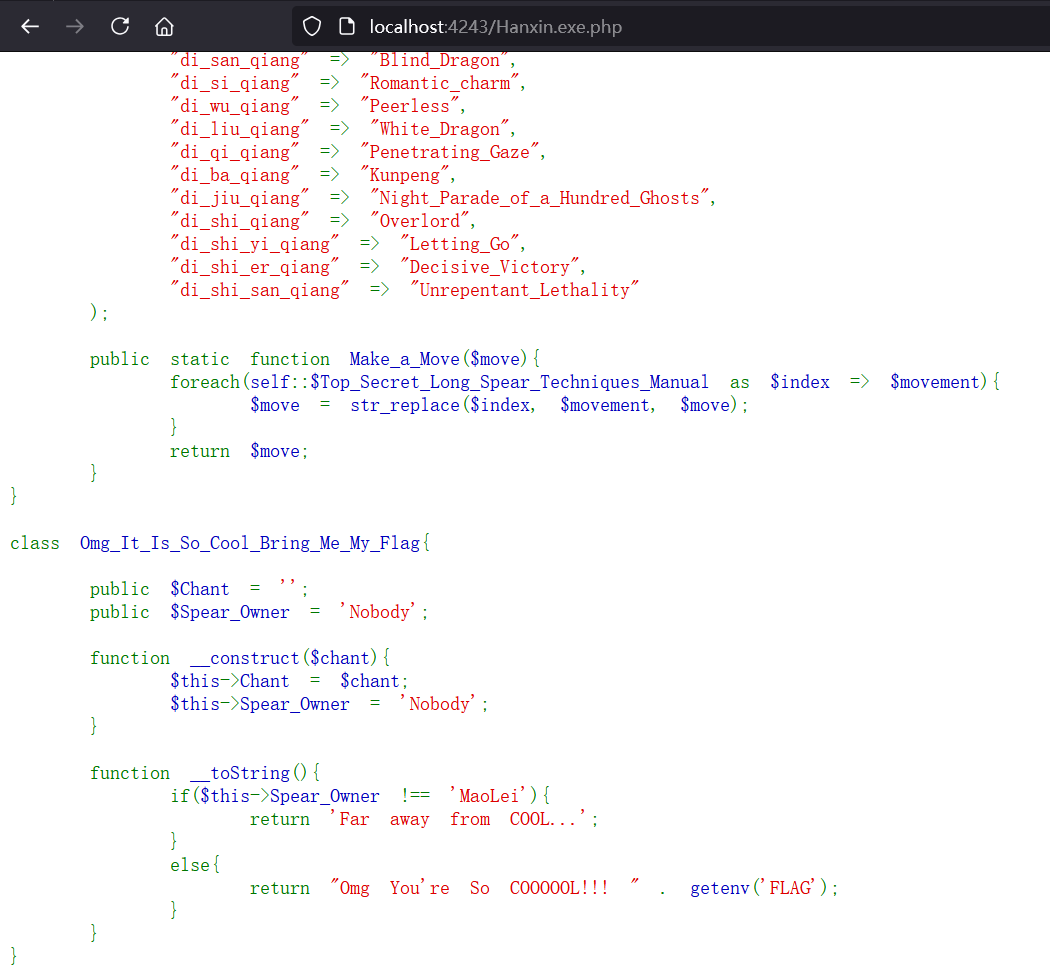 localhost:4243/Hanxin.exe.php
"di_san_qiang" => "Blind_Dragon",
"di_si_qiang" => "Romantic_charm",
"di_wu_qiang" => "Peerless",
"di_liu_qiang" => "White_Dragon",
"di_qi_qiang" => "Penetrating_Gaze",
"di_ba_qiang" => "Kunpeng",
"di_jiu_qiang" => "Night_Parade_of_a_Hundred_Ghosts",
"di_shi_qiang" => "Overlord",
"di_shi_yi_qiang" => "Letting_Go",
"di_shi_er_qiang" => "Decisive_Victory",
"di_shi_san_qiang" => "Unrepentant_Lethality"
);
public static function Make_a_Move($move){
foreach(self::$Top_Secret_Long_Spear_Techniques_Manual as $index => $movement){
$move = str_replace($index, $movement, $move);
}
return $move;
}
}
class Omg_It_Is_So_Cool_Bring_Me_My_Flag{
public $Chant = '';
public $Spear_Owner = 'Nobody';
function __construct($chant){
$this->Chant = $chant;
$this->Spear_Owner = 'Nobody';
}
function __toString(){
if($this->Spear_Owner !== 'MaoLei'){
return 'Far away from COOL...';
}
else{
return "Omg You're So COOOOOL!!! " . getenv('FLAG');
}
}
}